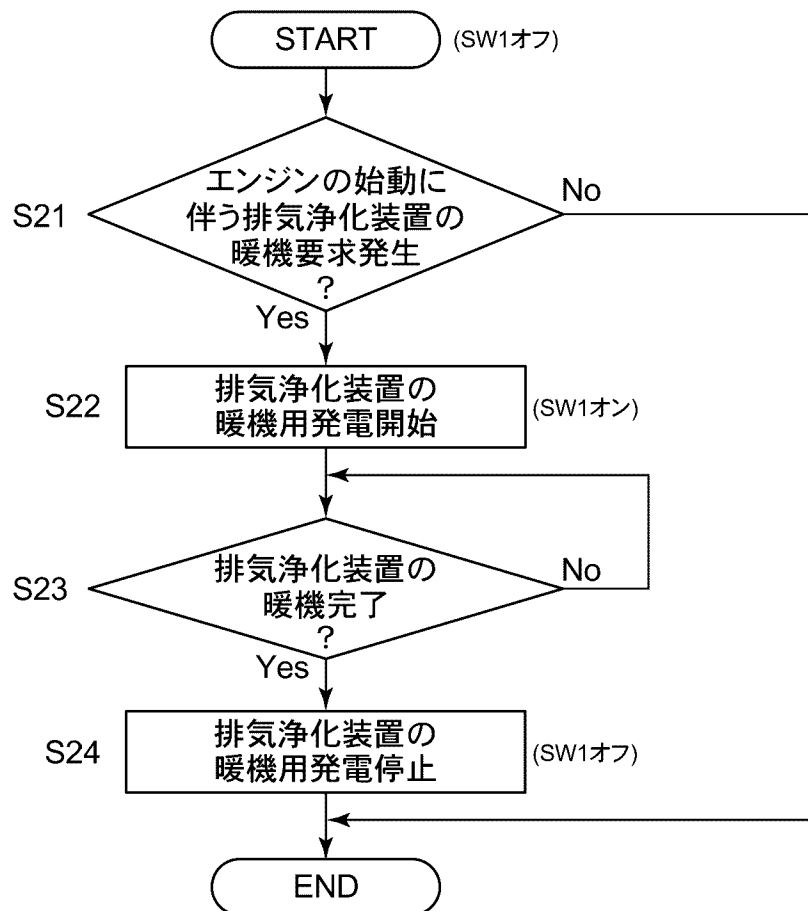 START
(SW1オフ)
エンジンの始動に
伴う排気浄化装置の
暖機要求発生
?
S21
No
Yes
排気浄化装置の
暖機用発電開始
S22
(SW1オン)
排気浄化装置の
暖機完了
?
S23
No
Yes
排気浄化装置の
暖機用発電停止
S24
(SW1オフ)
END